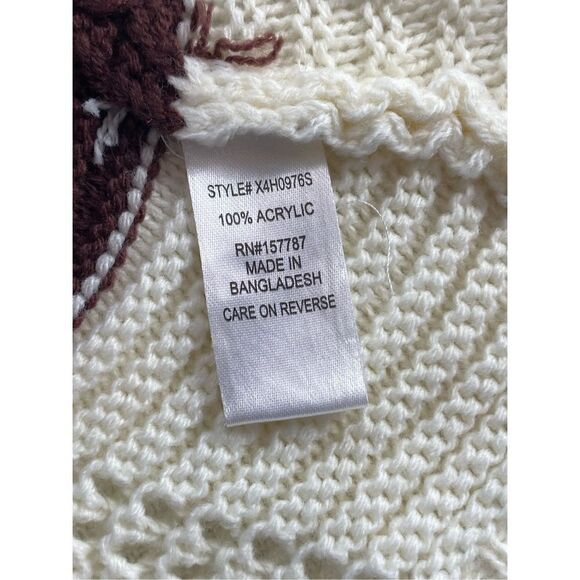 STYLE# X4H0976S
100% ACRYLIC
RN#157787
MADE IN
BANGLADESH
CARE ON REVERSE